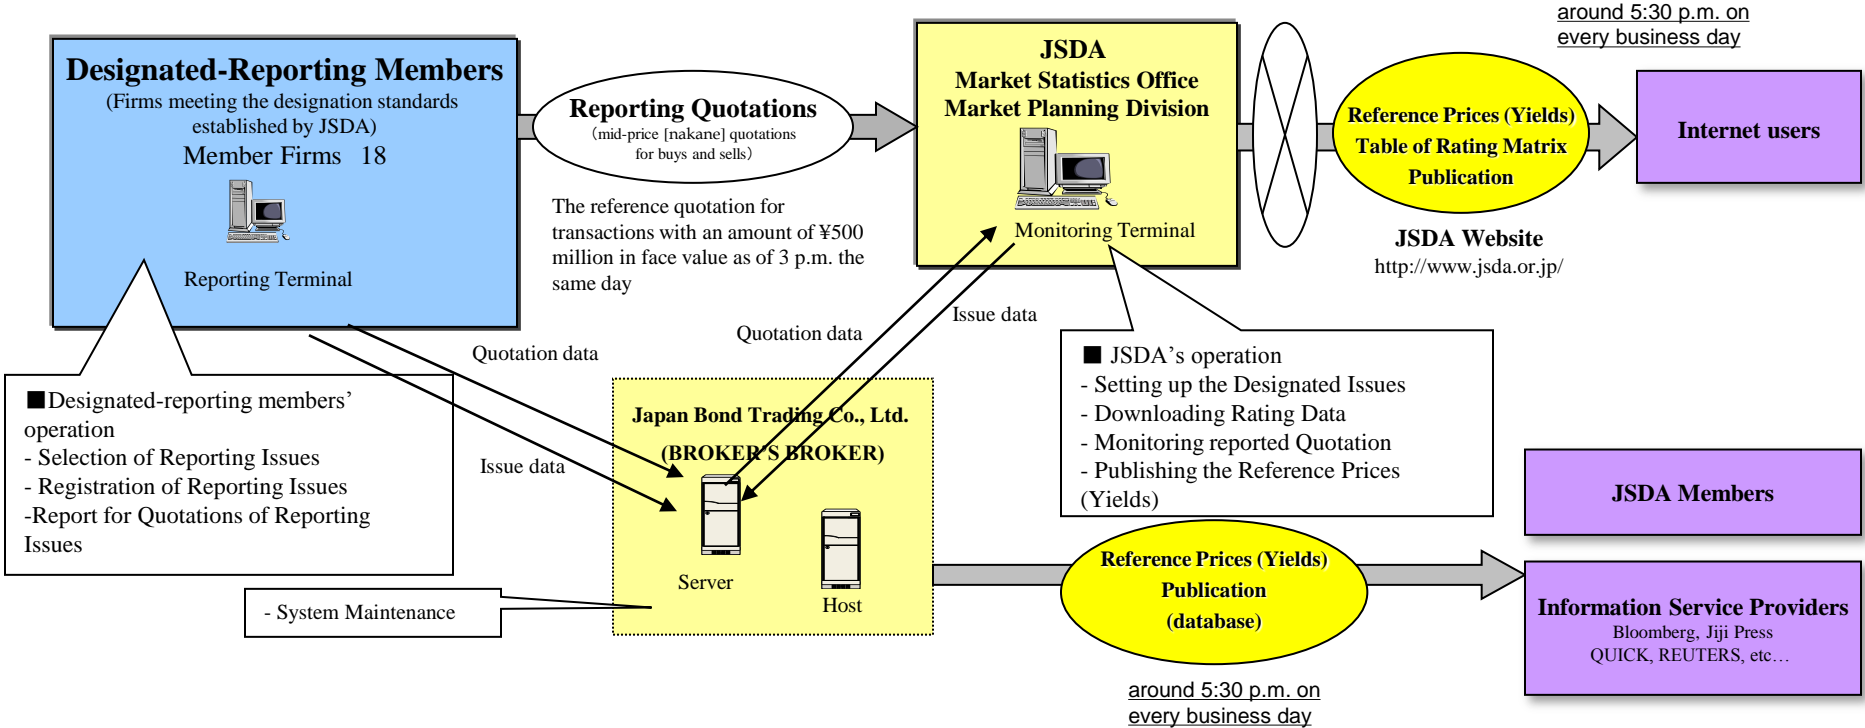 around 5:30 p.m. on
every business day
Designated-Reporting Members
(Firms meeting the designation standards
established by JSDA)
Member Firms 18
Reporting Terminal
Reporting Quotations
（mid-price [nakane] quotations
for buys and sells）
The reference quotation for
transactions with an amount of ¥500
million in face value as of 3 p.m. the
same day
JSDA
Market Statistics Office
Market Planning Division
Monitoring Terminal
Reference Prices (Yields)
Table of Rating Matrix
Publication
JSDA Website
http://www.jsda.or.jp/
Internet users
Quotation data
Issue data
Quotation data
Issue data
■Designated-reporting members’
operation
- Selection of Reporting Issues
- Registration of Reporting Issues
-Report for Quotations of Reporting
Issues
- System Maintenance
Japan Bond Trading Co., Ltd.
(BROKER’S BROKER)
Server
Host
■ JSDA’s operation
- Setting up the Designated Issues
- Downloading Rating Data
- Monitoring reported Quotation
- Publishing the Reference Prices
(Yields)
Reference Prices (Yields)
Publication
(database)
around 5:30 p.m. on
every business day
JSDA Members
Information Service Providers
Bloomberg, Jiji Press
QUICK, REUTERS, etc…